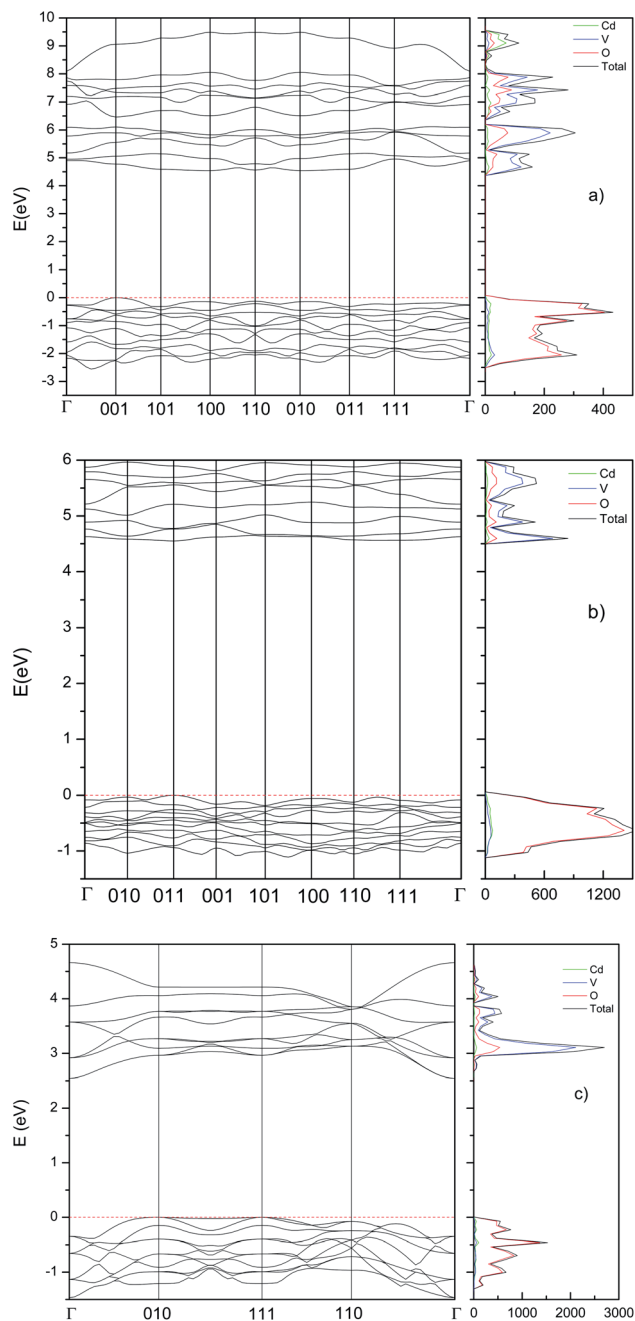 10
9
8
7
6
5
4
3
2
1
0
-1
-2
-3
E(eV)
Γ 001 101 100 110 010 011 111 Γ
Cd
V
O
Total
a)
0 200 400
6
5
4
3
2
1
0
-1
E(eV)
Γ 010 011 001 101 100 110 111 Γ
Cd
V
O
Total
b)
0 600 1200
5
4
3
2
1
0
-1
E (eV)
Γ 010 111 110 Γ
Cd
V
O
Total
c)
0 1000 2000 3000